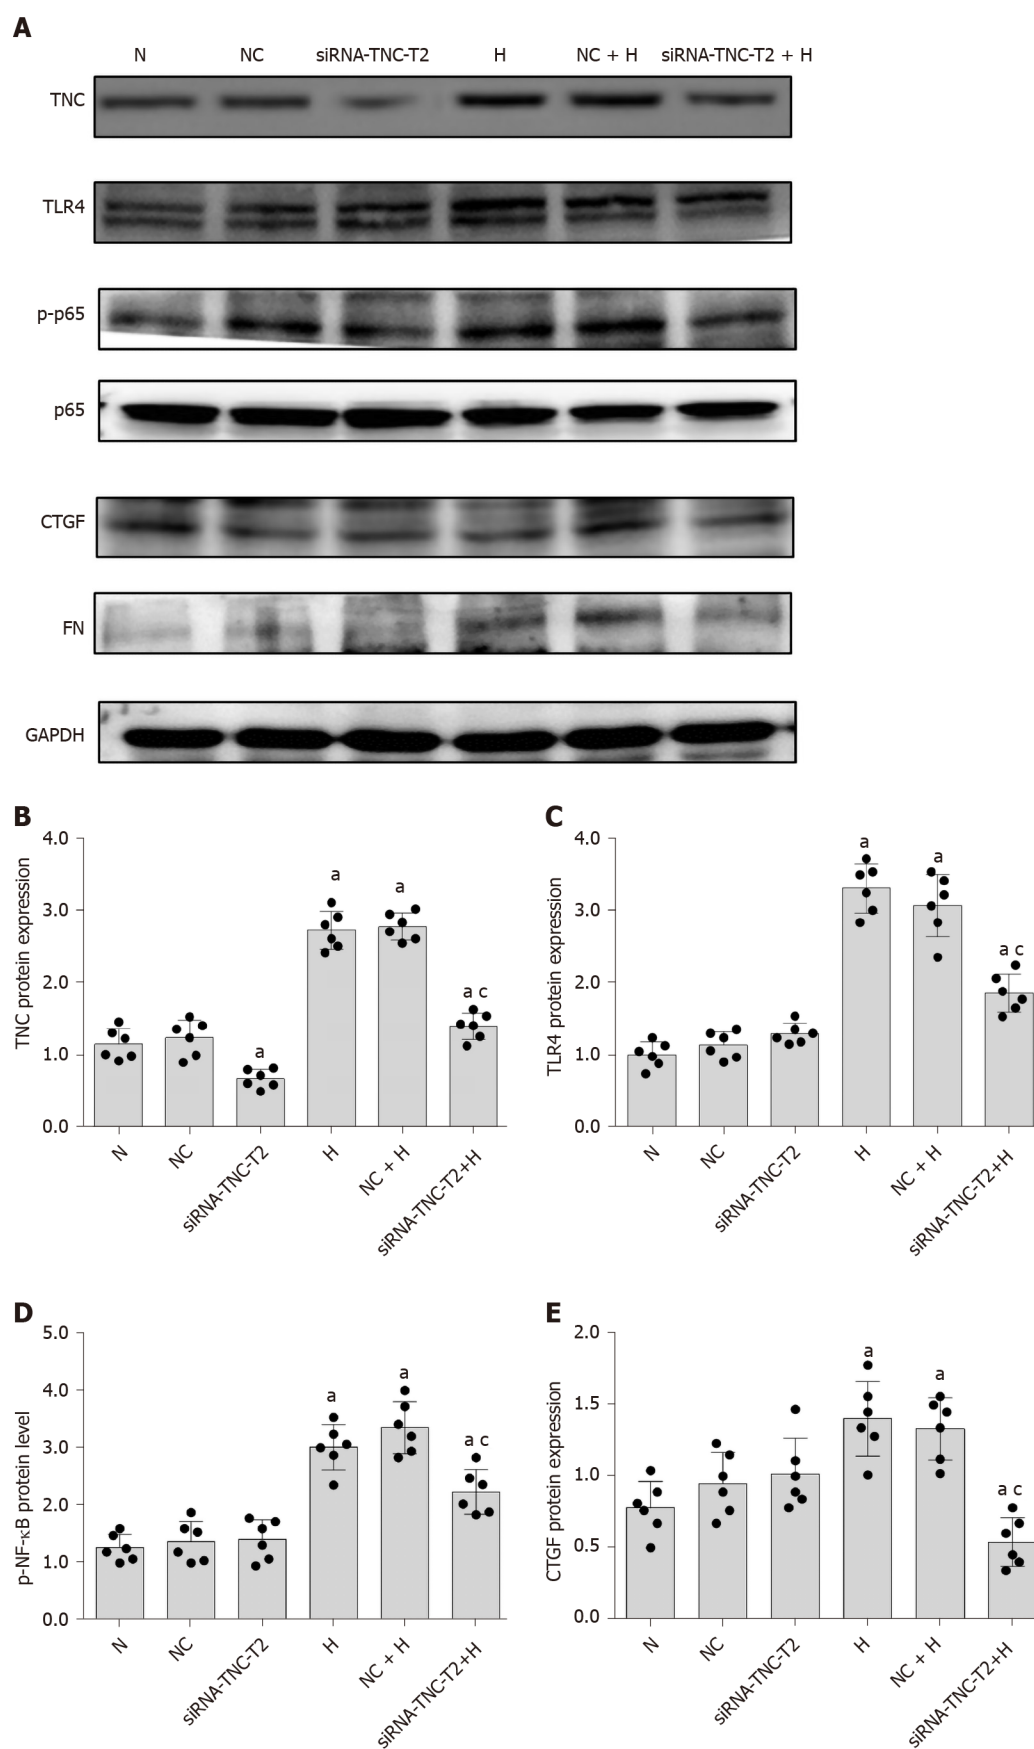 A
N NC siRNA-TNC-T2 H NC + H siRNA-TNC-T2 + H
TNC
TLR4
p-p65
p65
CTGF
FN
GAPDH
B
TNC protein expression
4.0
3.0
2.0
1.0
0.0
a
a
a
a c
N NC siRNA-TNC-T2 H NC + H siRNA-TNC-T2+H
C
TLR4 protein expression
4.0
3.0
2.0
1.0
0.0
a
a
a c
N NC siRNA-TNC-T2 H NC + H siRNA-TNC-T2+H
D
p-NF-κB protein level
5.0
4.0
3.0
2.0
1.0
0.0
a
a
a c
N NC siRNA-TNC-T2 H NC + H siRNA-TNC-T2+H
E
CTGF protein expression
2.0
1.5
1.0
0.5
0.0
a
a
a c
N NC siRNA-TNC-T2 H NC + H siRNA-TNC-T2+H